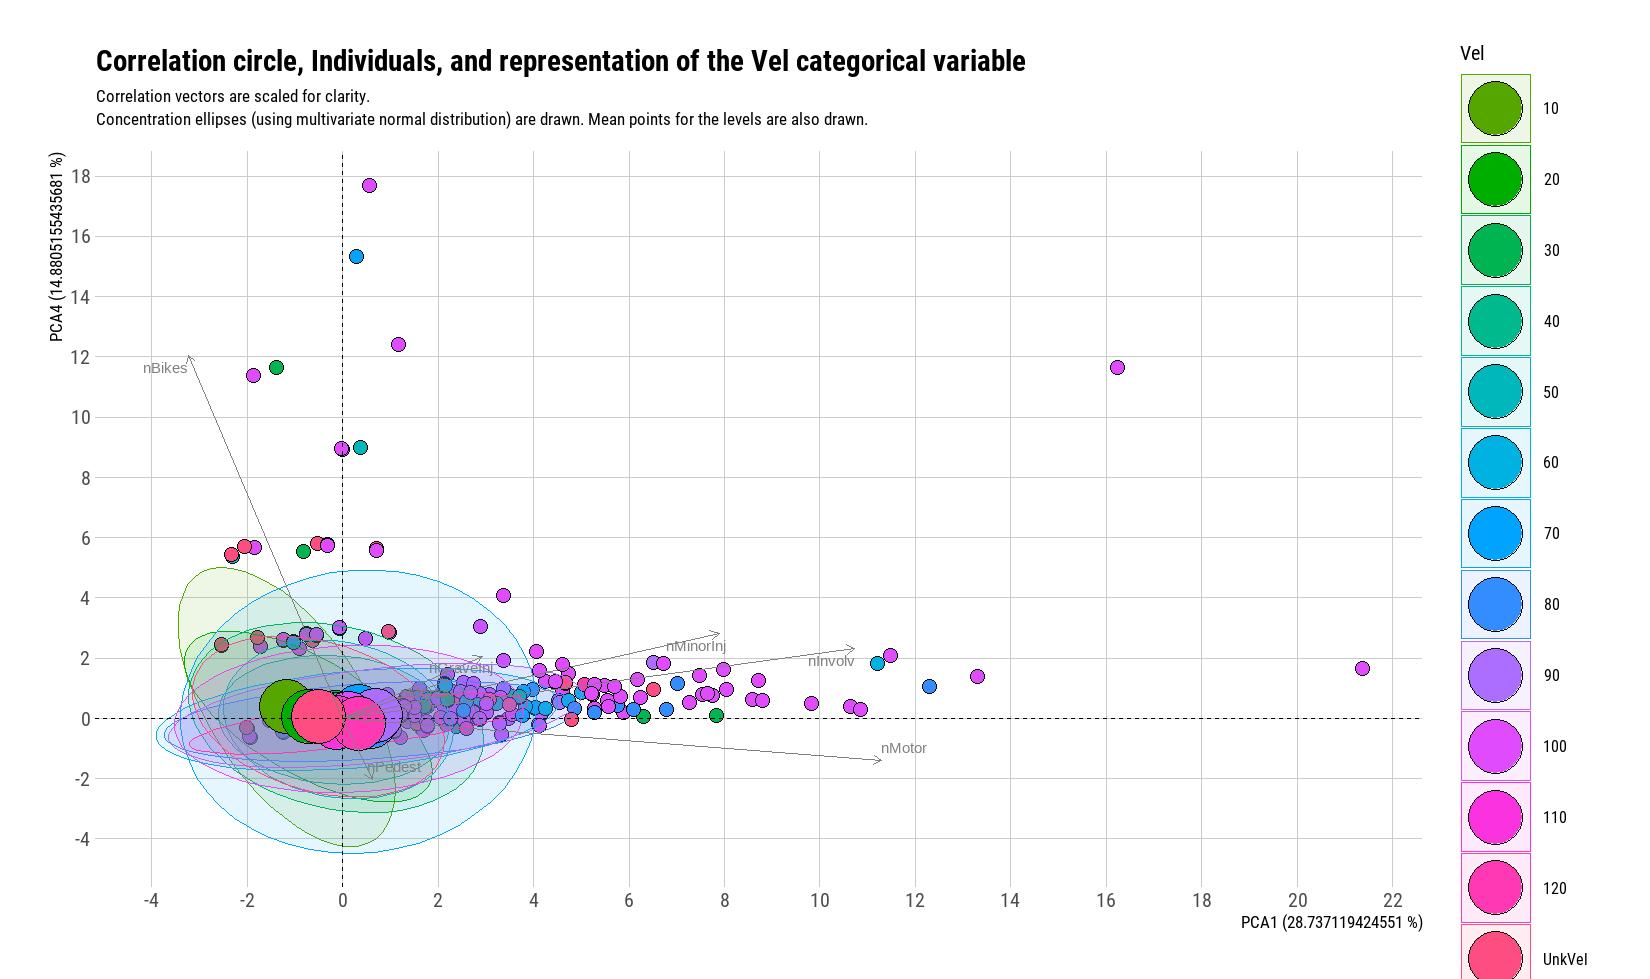 Correlation circle, Individuals, and representation of the Vel categorical variable
Correlation vectors are scaled for clarity.
Concentration ellipses (using multivariate normal distribution) are drawn. Mean points for the levels are also drawn.
PCA4 (14.8805155435681 %)
18
16
14
12
10
8
6
4
2
0
-2
-4
nBikes
nMinorInj
nInvolv
nGraveInj
nMotor
nPedest
-4
-2
0
2
4
6
8
10
12
14
16
18
20
22
PCA1 (28.737119424551 %)
Vel
10
20
30
40
50
60
70
80
90
100
110
120
UnkVel